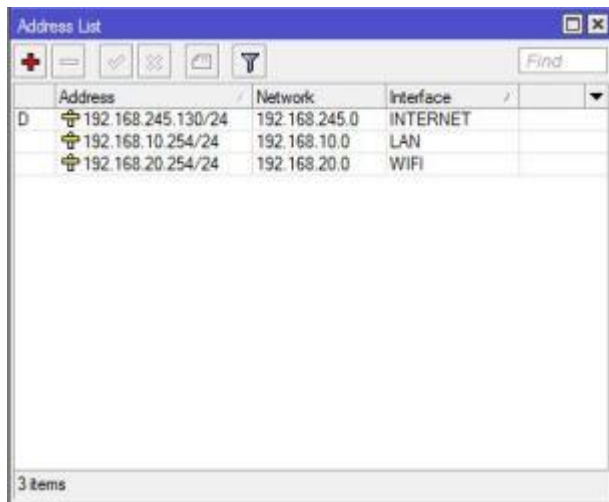 Address List
Find
Address Network Interface
D 192.168.245.130/24 192.168.245.0 INTERNET
192.168.10.254/24 192.168.10.0 LAN
192.168.20.254/24 192.168.20.0 WIFI
3 items